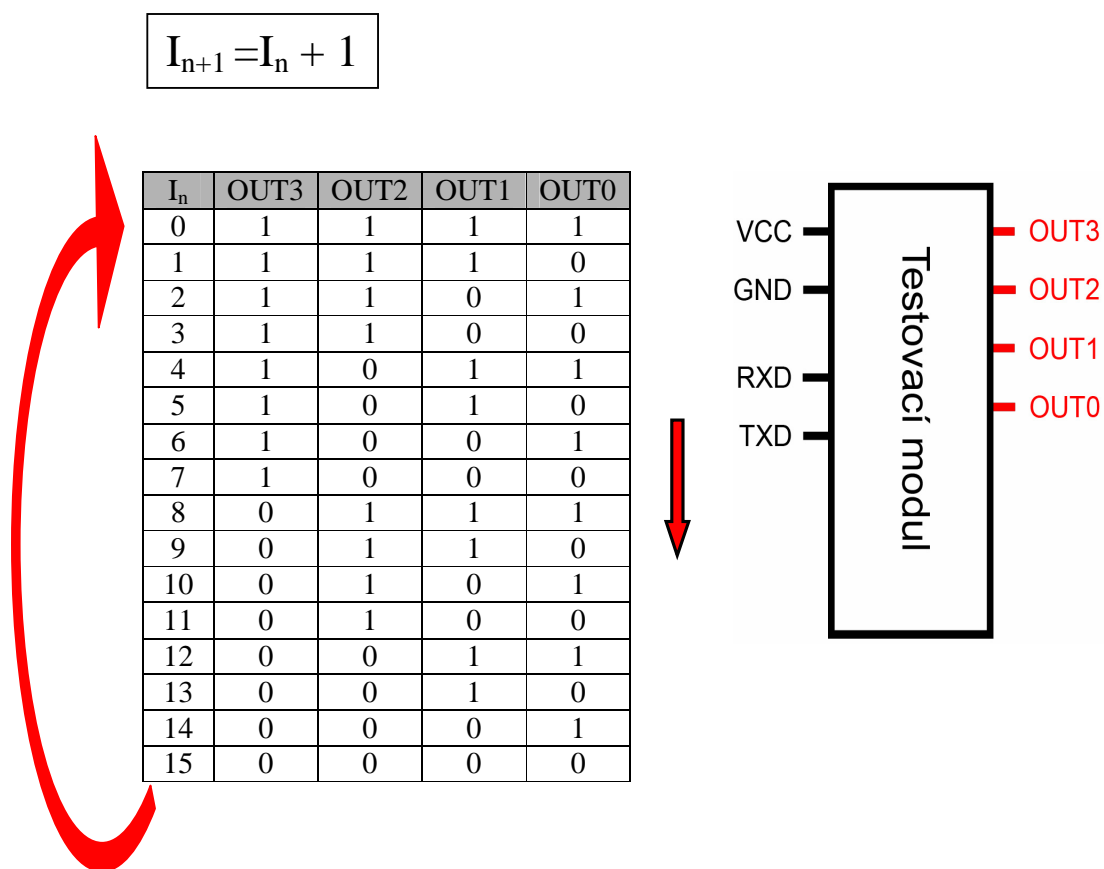 Iₙ₊₁ =Iₙ + 1
Iₙ OUT3 OUT2 OUT1 OUT0
0 1 1 1 1
1 1 1 1 0
2 1 1 0 1
3 1 1 0 0
4 1 0 1 1
5 1 0 1 0
6 1 0 0 1
7 1 0 0 0
8 0 1 1 1
9 0 1 1 0
10 0 1 0 1
11 0 1 0 0
12 0 0 1 1
13 0 0 1 0
14 0 0 0 1
15 0 0 0 0
VCC
GND
RXD
TXD
Testovací modul
OUT3
OUT2
OUT1
OUT0